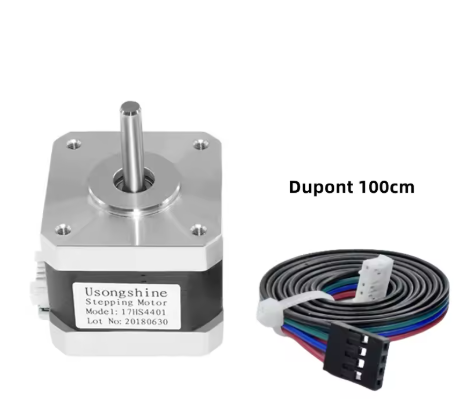 Dupont 100cm
Usongshine
Stepping Motor
Model: 17HS4401
Lot No: 20180630